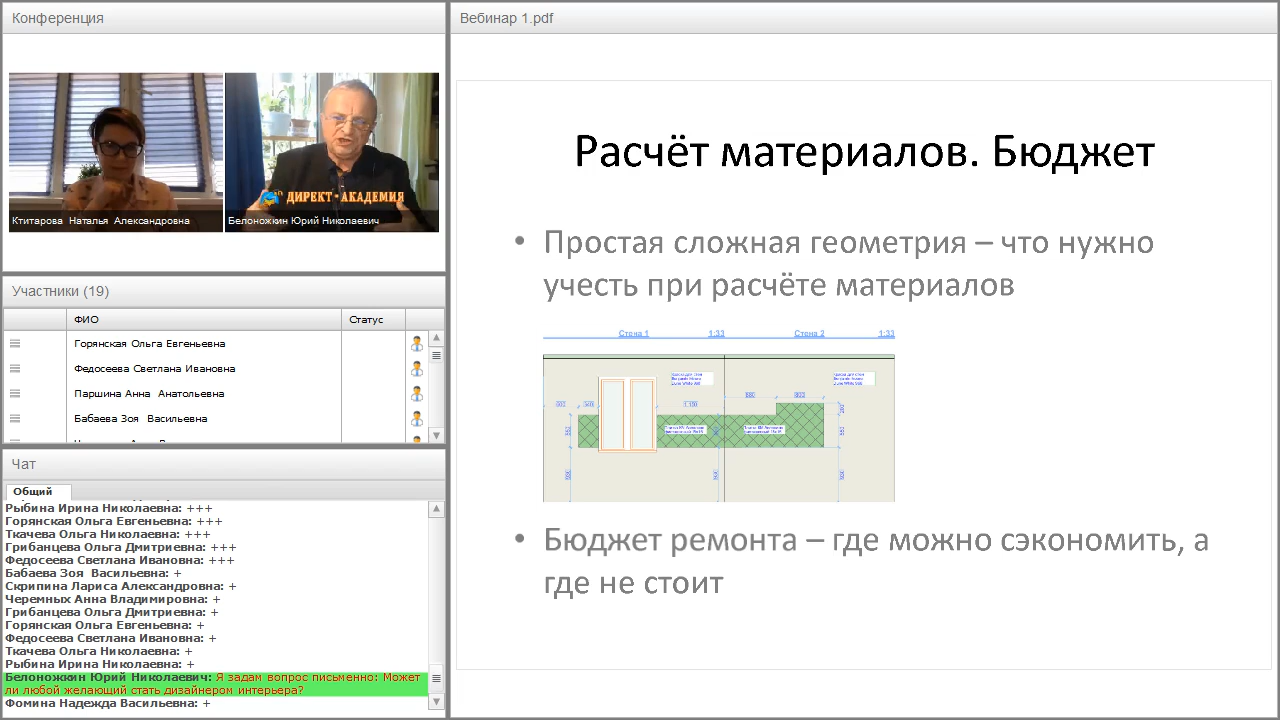 Конференция
Ктитарова Наталья Александровна
ДИРЕКТ-АКАДЕМИЯ
Белоножкин Юрий Николаевич
Участники (19)
ФИО Статус
Горянская Ольга Евгеньевна
Федосеева Светлана Ивановна
Паршина Анна Анатольевна
Бабаева Зоя Васильевна
Чат
Общий
Рыбина Ирина Николаевна: +++
Горянская Ольга Евгеньевна: +++
Ткачева Ольга Николаевна: +++
Грибанцева Ольга Дмитриевна: +++
Федосеева Светлана Ивановна: +++
Бабаева Зоя Васильевна: +
Скрипина Лариса Александровна: +
Черемных Анна Владимировна: +
Грибанцева Ольга Дмитриевна: +
Горянская Ольга Евгеньевна: +
Федосеева Светлана Ивановна: +
Ткачева Ольга Николаевна: +
Рыбина Ирина Николаевна: +
Белоножкин Юрий Николаевич: Я задам вопрос письменно: Может
ли любой желающий стать дизайнером интерьера?
Фомина Надежда Васильевна: +
Вебинар 1.pdf
Расчёт материалов. Бюджет
• Простая сложная геометрия – что нужно
учесть при расчёте материалов
Стена 1 1:33 Стена 2 1:33
• Бюджет ремонта – где можно сэкономить, а
где не стоит